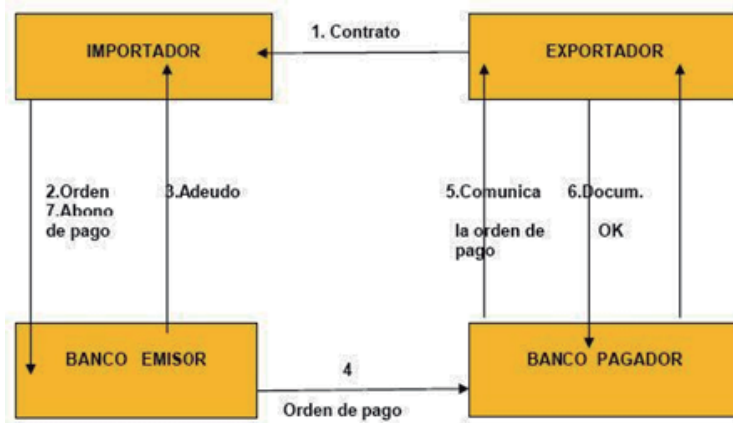 1. Contrato
IMPORTADOR
EXPORTADOR
2.Orden
7.Abono
de pago
3.Adeudo
5.Comunica
la orden de
pago
6.Docum.
OK
BANCO EMISOR
4
Orden de pago
BANCO PAGADOR